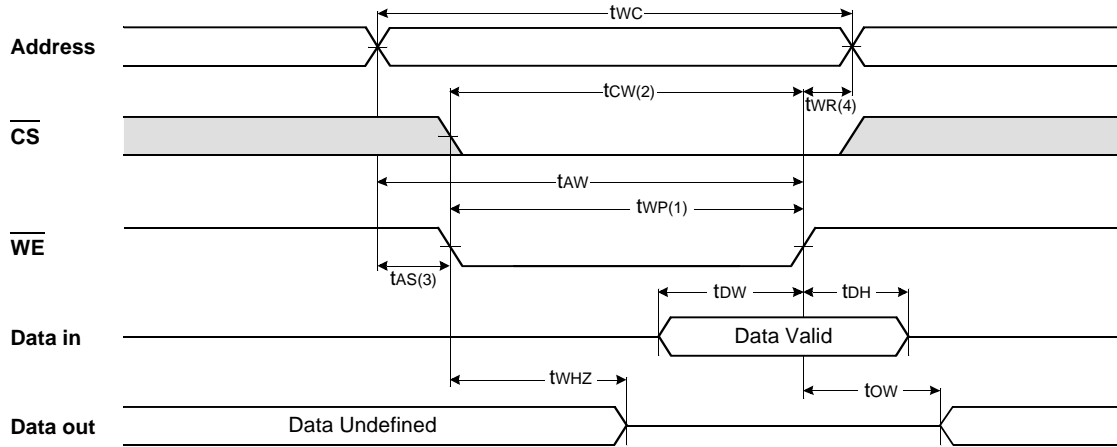 tWC
Address
tCW(2)
tWR(4)
CS
tAW
tWP(1)
WE
tAS(3)
tDW
tDH
Data in
Data Valid
tWHZ
tOW
Data out
Data Undefined